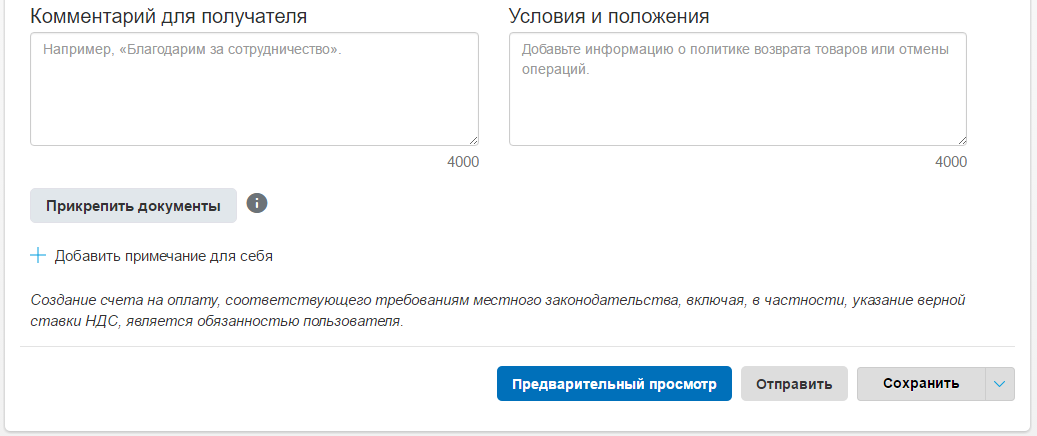 Комментарий для получателя
Условия и положения
Например, «Благодарим за сотрудничество».
Добавьте информацию о политике возврата товаров или отмены
операций.
4000
4000
Прикрепить документы
Добавить примечание для себя
Создание счета на оплату, соответствующего требованиям местного законодательства, включая, в частности, указание верной
ставки НДС, является обязанностью пользователя.
Предварительный просмотр
Отправить
Сохранить